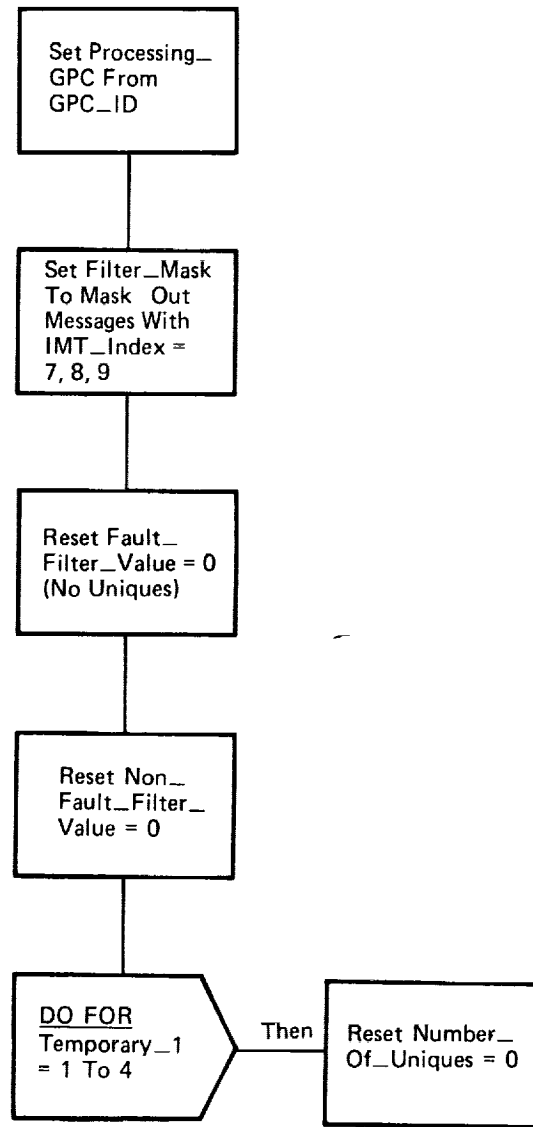 Set Processing_
GPC From
GPC_ID
Set Filter_Mask
To Mask Out
Messages With
IMT_Index =
7, 8, 9
Reset Fault_
Filter_Value = 0
(No Uniques)
Reset Non_
Fault_Filter_
Value = 0
DO FOR
Temporary_1
= 1 To 4
Then
Reset Number_
Of_Uniques = 0